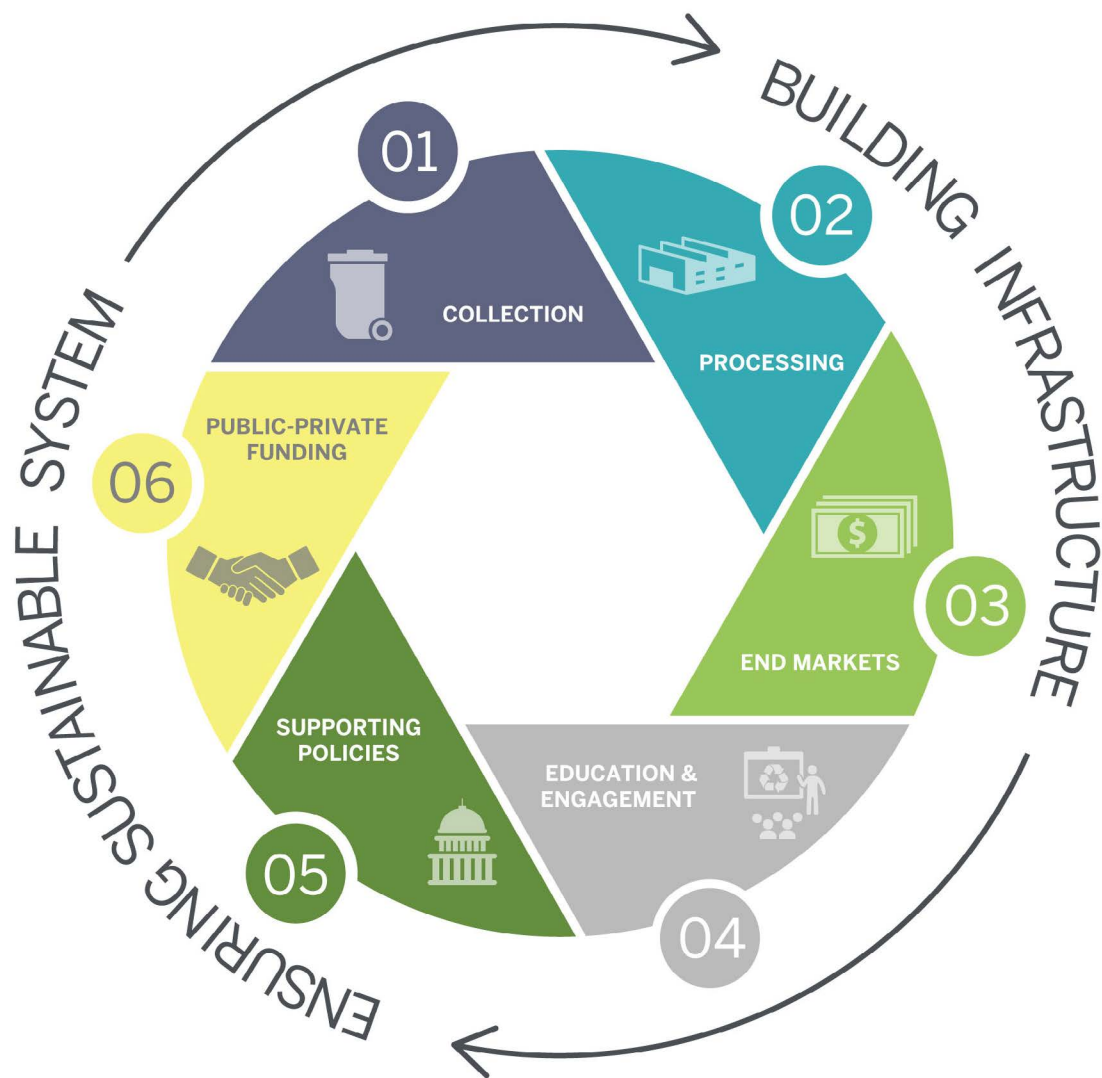 BUILDING INFRASTRUCTURE
01
COLLECTION
02
PROCESSING
03
$
END MARKETS
04
EDUCATION &
ENGAGEMENT
05
SUPPORTING
POLICIES
06
PUBLIC-PRIVATE
FUNDING
ENSURING SUSTAINABLE SYSTEM